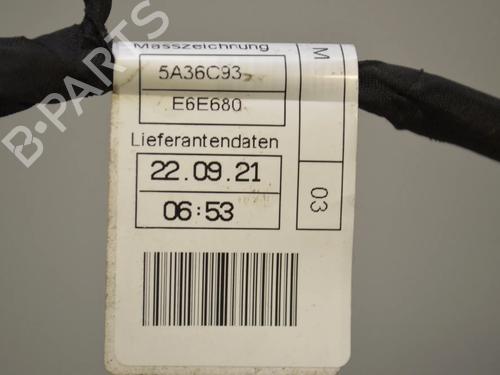 Masszeichnung
5A36C93
E6E680
Lieferantendaten
22.09.21
06:53
M
03
B-PARTS